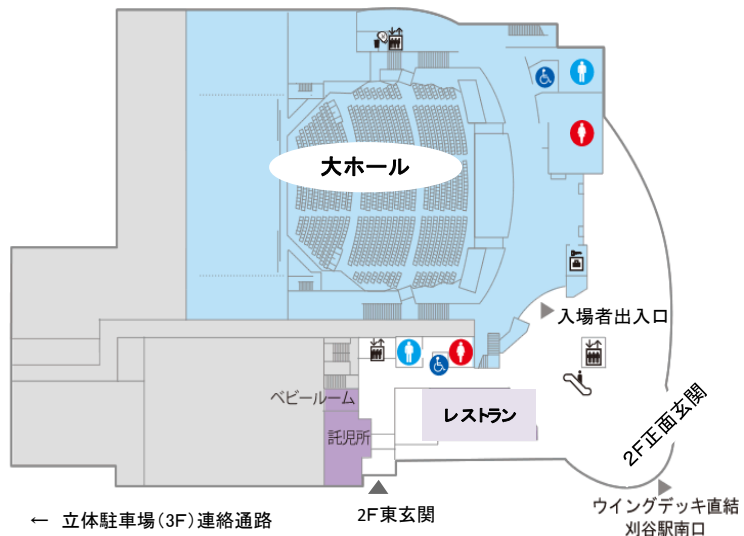 大ホール
入場者出入口
ベビールーム
レストラン
託児所
2F正面玄関
← 立体駐車場(3F)連絡通路
2F東玄関
ウイングデッキ直結
刈谷駅南口